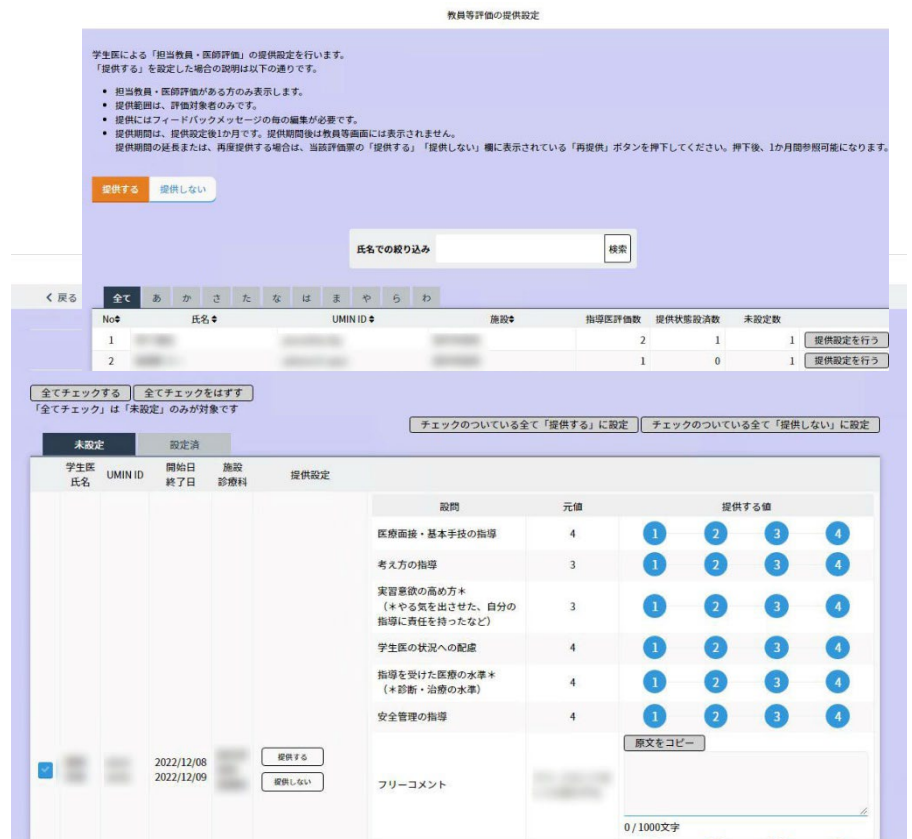 教員等評価の提供設定
学生医による「担当教員・医師評価」の提供設定を行います。
「提供する」を設定した場合の説明は以下の通りです。
• 担当教員・医師評価がある方のみ表示します。
• 提供範囲は、評価対象者のみです。
• 提供にはフィードバックメッセージの毎の編集が必要です。
• 提供期間は、提供設定後1か月です。提供期間後は教員等画面には表示されません。
提供期間の延長または、再度提供する場合は、当該評価票の「提供する」「提供しない」欄に表示されている「再提供」ボタンを押下してください。押下後、1か月間参照可能になります。
提供する 提供しない
氏名での絞り込み 検索
戻る 全て あ か さ た な は ま や ら わ
No 氏名 UMIN ID 施設 指導医評価数 提供状態設済数 未設定数
1 2 1 1 提供設定を行う
2 1 0 1 提供設定を行う
全てチェックする 全てチェックをはずす
「全てチェック」は「未設定」のみが対象です
チェックのついている全て「提供する」に設定 チェックのついている全て「提供しない」に設定
未設定 設定済
学生医 氏名 UMIN ID 開始日 終了日 施設 診療科 提供設定
設問 元値 提供する値
医療面接・基本手技の指導 4 1 2 3 4
考え方の指導 3 1 2 3 4
実習意欲の高め方＊
（＊やる気を出させた、自分の 3 1 2 3 4
指導に責任を持ったなど）
学生医の状況への配慮 4 1 2 3 4
指導を受けた医療の水準＊ 4 1 2 3 4
（＊診断・治療の水準）
安全管理の指導 4 1 2 3 4
原文をコピー
2022/12/08 提供する
2022/12/09 提供しない
フリーコメント
0 / 1000文字